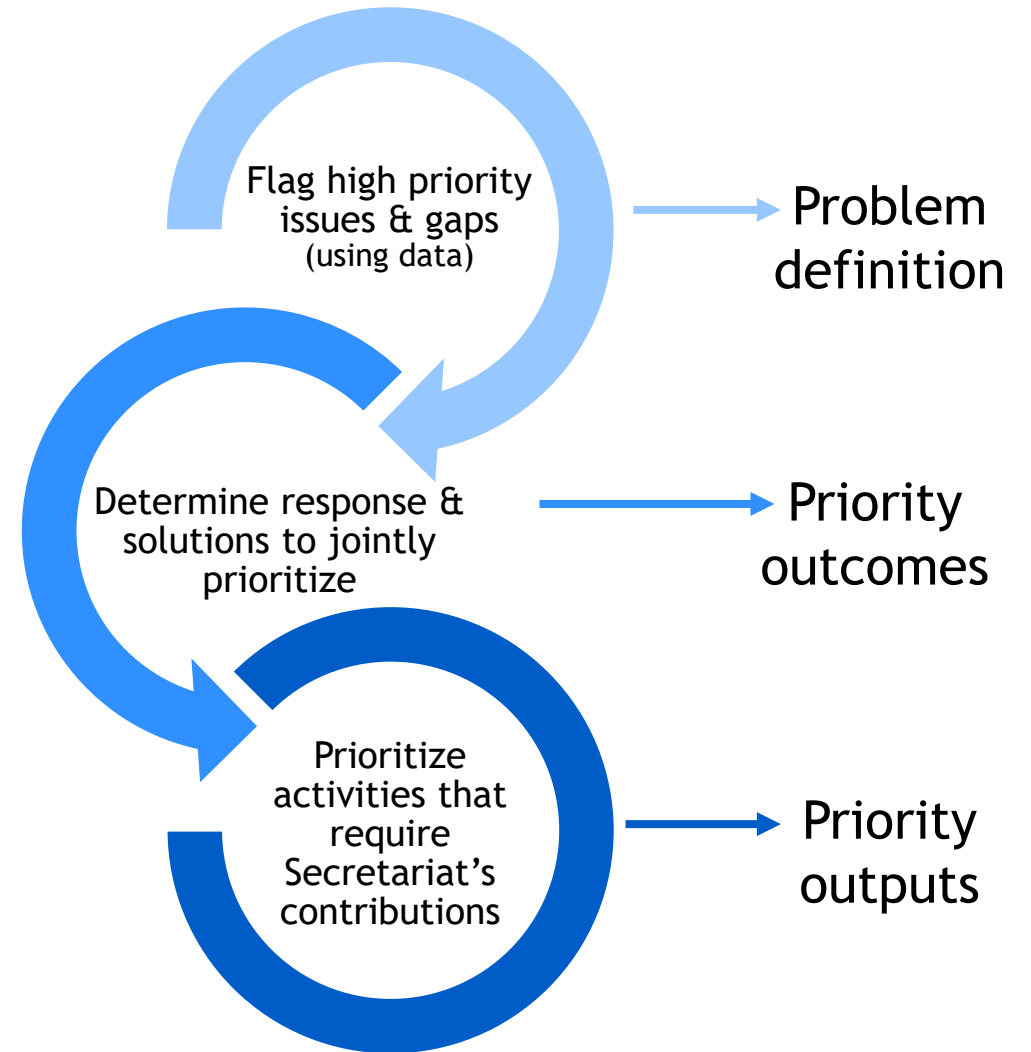 Flag high priority
issues & gaps
(using data)
Problem
definition
Determine response &
solutions to jointly
prioritize
Priority
outcomes
Prioritize
activities that
require
Secretariat’s
contributions
Priority
outputs